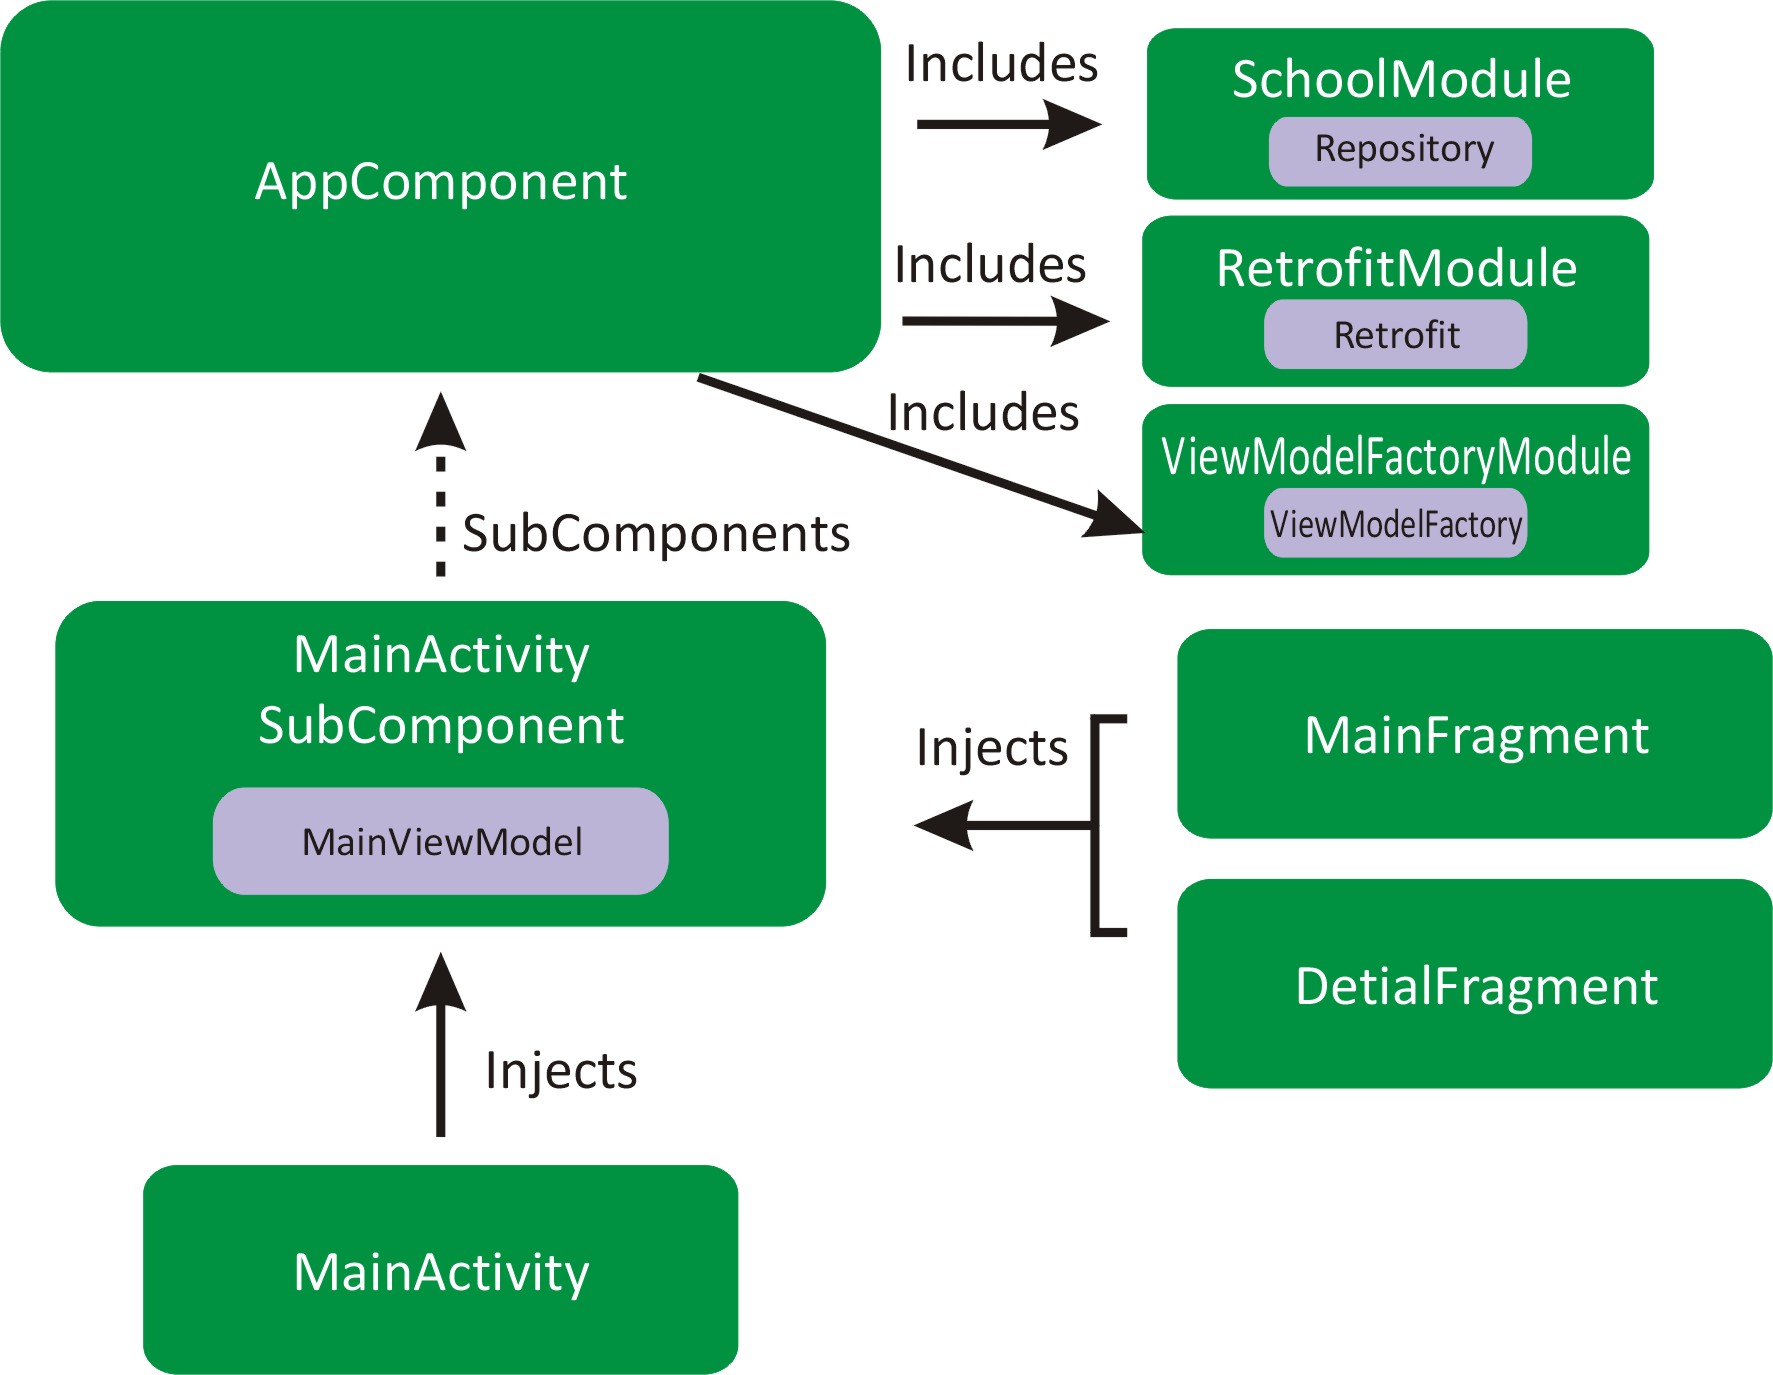 AppComponent
Includes
SchoolModule
Repository
Includes
RetrofitModule
Retrofit
Includes
ViewModelFactoryModule
ViewModelFactory
SubComponents
MainActivity
SubComponent
MainViewModel
Injects
MainFragment
DetialFragment
Injects
MainActivity